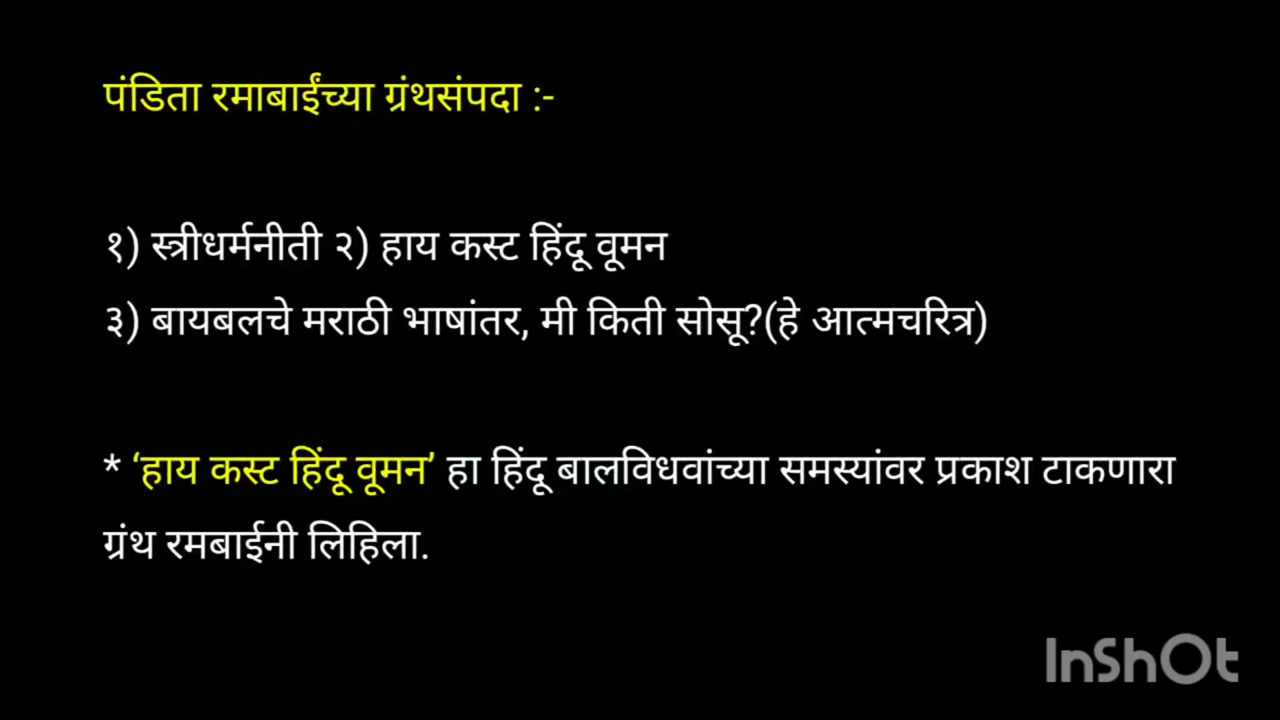 पंडिता रमाबाईंच्या ग्रंथसंपदा :-
१) स्त्रीधर्मनीती २) हाय कस्ट हिंदू वूमन
३) बायबलचे मराठी भाषांतर, मी किती सोसू?(हे आत्मचरित्र)
* ‘हाय कस्ट हिंदू वूमन’ हा हिंदू बालविधवांच्या समस्यांवर प्रकाश टाकणारा
ग्रंथ रमबाईनी लिहिला.
InShOt